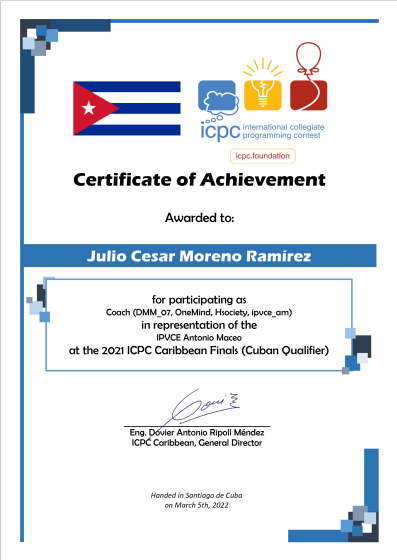 icpc international collegiate
programming contest
icpc.foundation
Certificate of Achievement
Awarded to:
Julio Cesar Moreno Ramírez
for participating as
Coach (DMM_07, OneMind, Hsociety, ipvce_am)
in representation of the
IPVCE Antonio Maceo
at the 2021 ICPC Caribbean Finals (Cuban Qualifier)
Eng. Dovier Antonio Ripoll Méndez
ICPC Caribbean, General Director
Handed in Santiago de Cuba
on March 5th, 2022